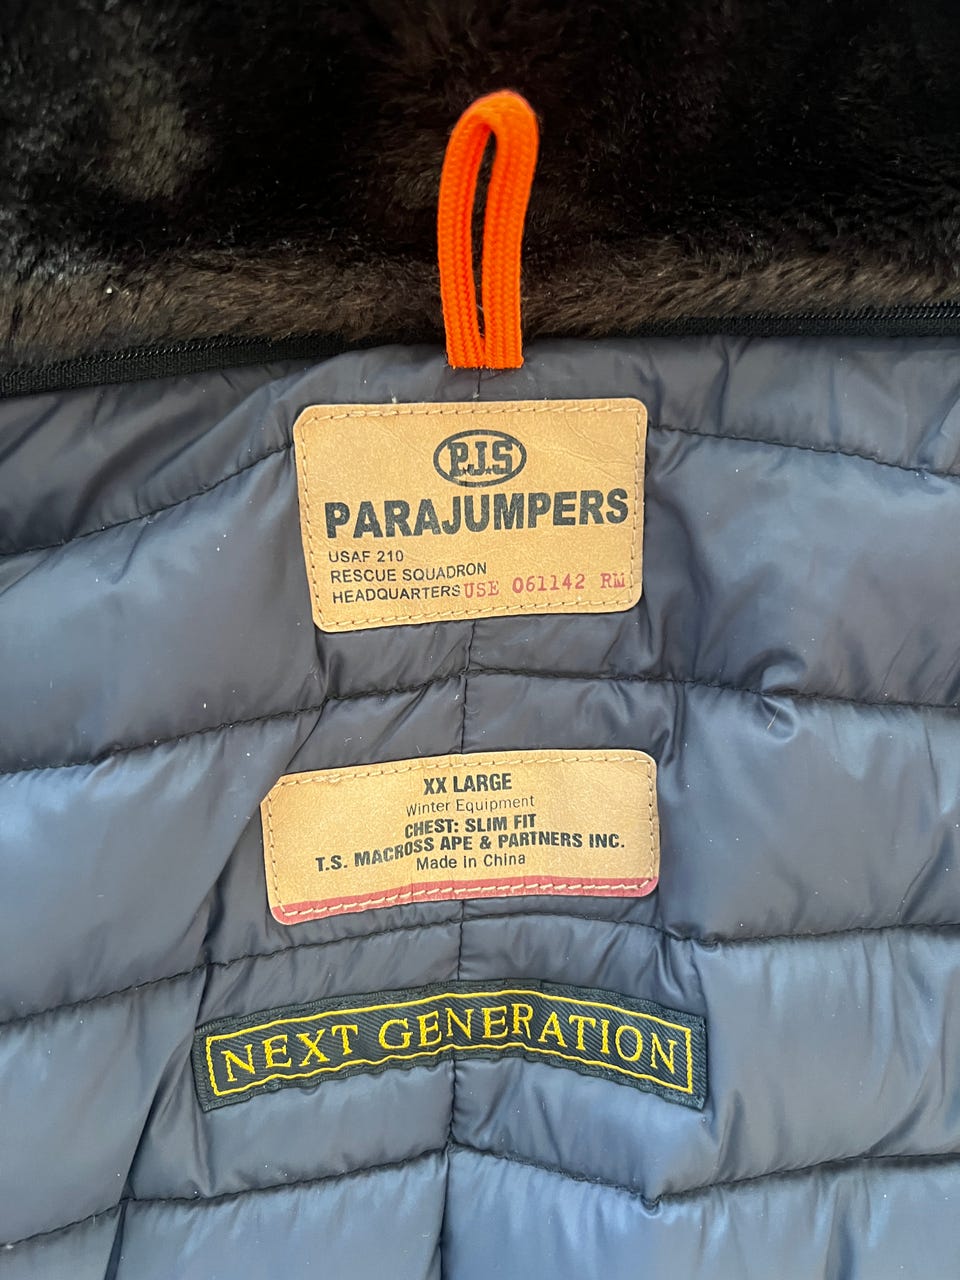 P.J.S
PARAJUMPERS
USAF 210
RESCUE SQUADRON
HEADQUARTERS USE 061142 RM
XX LARGE
Winter Equipment
CHEST: SLIM FIT
T.S. MACROSS APE & PARTNERS INC.
Made in China
NEXT GENERATION